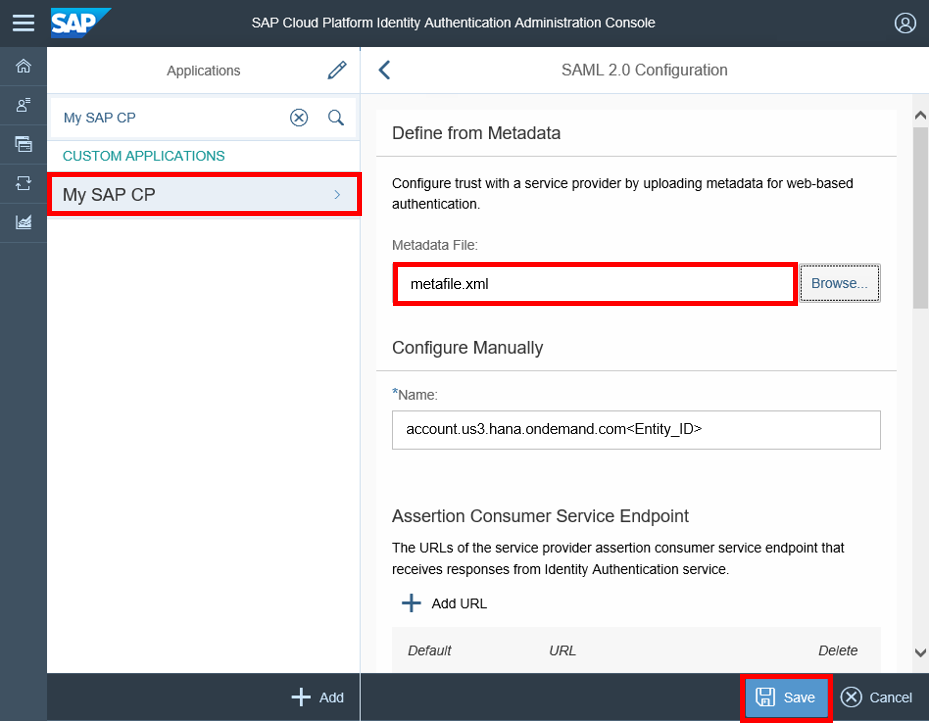 SAP
SAP Cloud Platform Identity Authentication Administration Console
Applications
My SAP CP
CUSTOM APPLICATIONS
My SAP CP
Add
SAML 2.0 Configuration
Define from Metadata
Configure trust with a service provider by uploading metadata for web-based
authentication.
Metadata File:
metafile.xml
Browse...
Configure Manually
*Name:
account.us3.hana.ondemand.com<Entity_ID>
Assertion Consumer Service Endpoint
The URLs of the service provider assertion consumer service endpoint that
receives responses from Identity Authentication service.
Add URL
Default URL Delete
Save Cancel